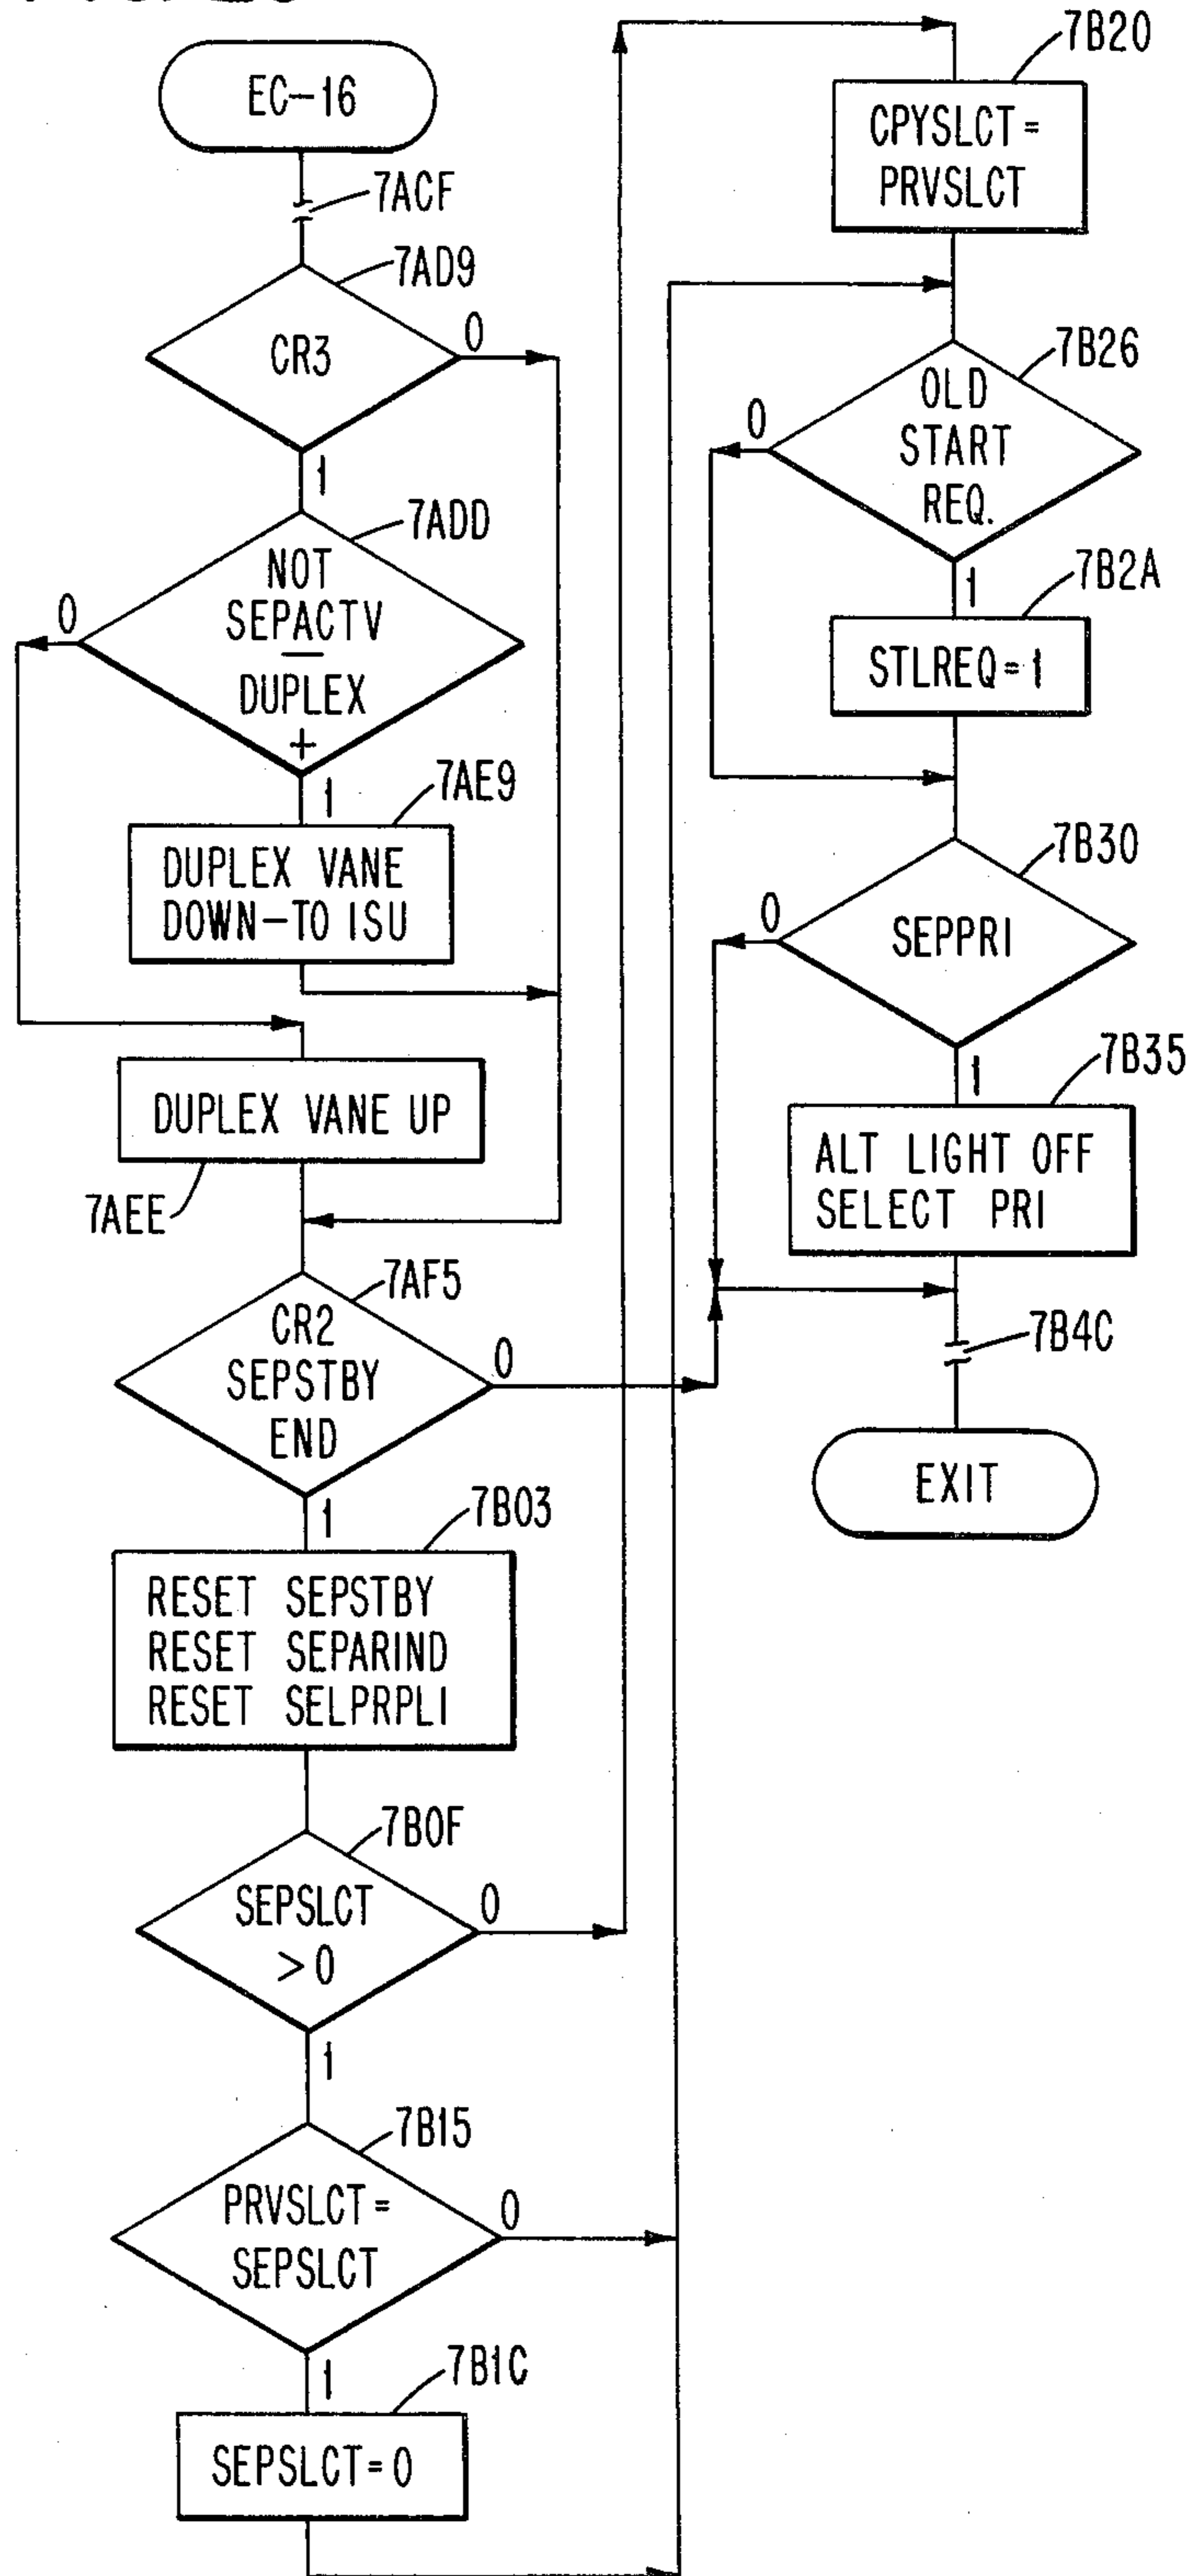 EC-16
7ACF
7AD9
CR3
0
1
7ADD
NOT
SEPACTV
—
DUPLEX
+
0
1
7AE9
DUPLEX VANE
DOWN-TO ISU
DUPLEX VANE UP
7AEE
7AF5
CR2
SEPSTBY
END
0
1
7B03
RESET SEPSTBY
RESET SEPARIND
RESET SELPRPLI
7B0F
SEPSLCT
>0
0
1
7B15
PRVSLCT=
SEPSLCT
0
1
7B1C
SEPSLCT=0
7B20
CPYSLCT=
PRVSLCT
7B26
OLD
START
REQ.
0
1
7B2A
STLREQ=1
7B30
SEPPRI
0
1
7B35
ALT LIGHT OFF
SELECT PRI
7B4C
EXIT